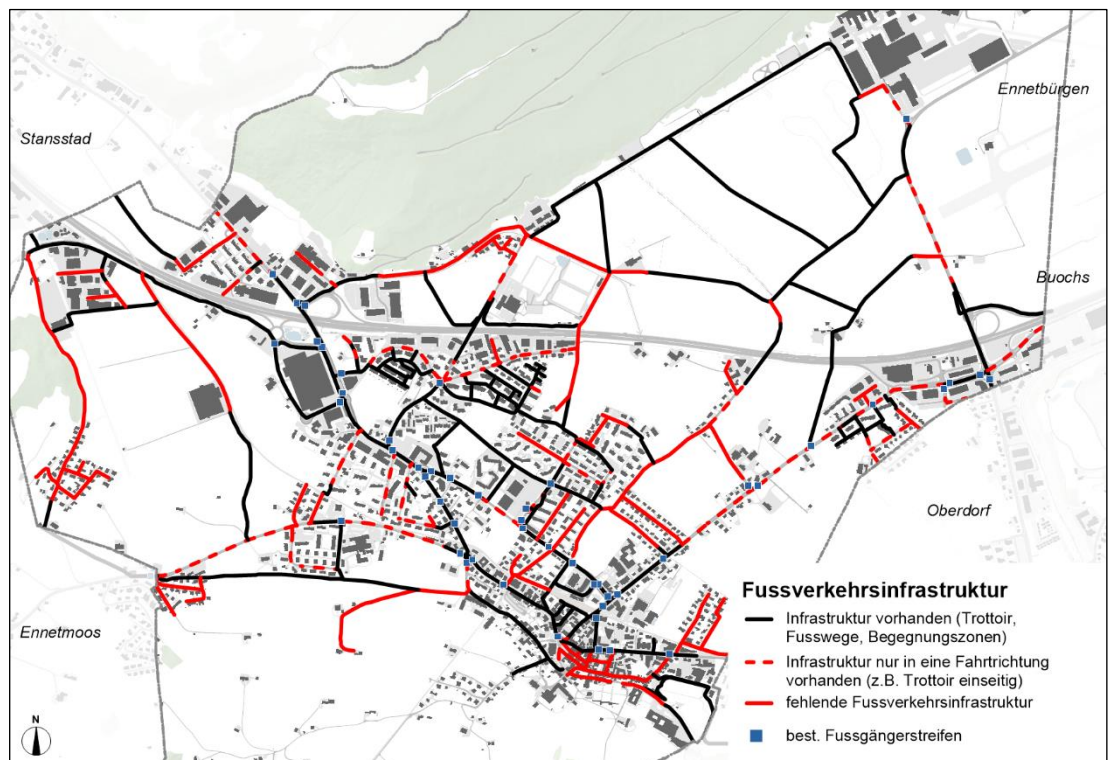 Ennetbürgen
Stansstad
Buochs
Oberdorf
Ennetmoos
Fussverkehrsinfrastruktur
Infrastruktur vorhanden (Trottoir,
Fusswege, Begegnungszonen)
Infrastruktur nur in eine Fahrtrichtung
vorhanden (z.B. Trottoir einseitig)
fehlende Fussverkehrsinfrastruktur
best. Fussgängerstreifen
N